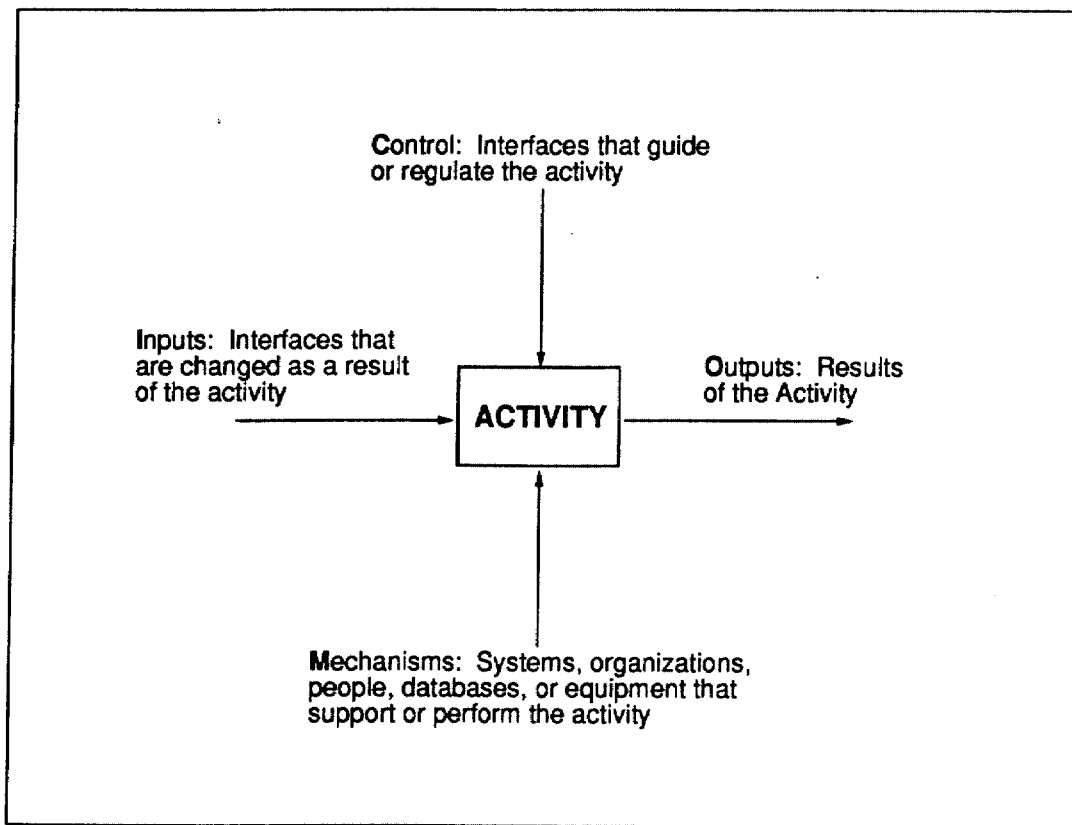 Control: Interfaces that guide
or regulate the activity
Inputs: Interfaces that
are changed as a result
of the activity
Outputs: Results
of the Activity
ACTIVITY
Mechanisms: Systems, organizations,
people, databases, or equipment that
support or perform the activity